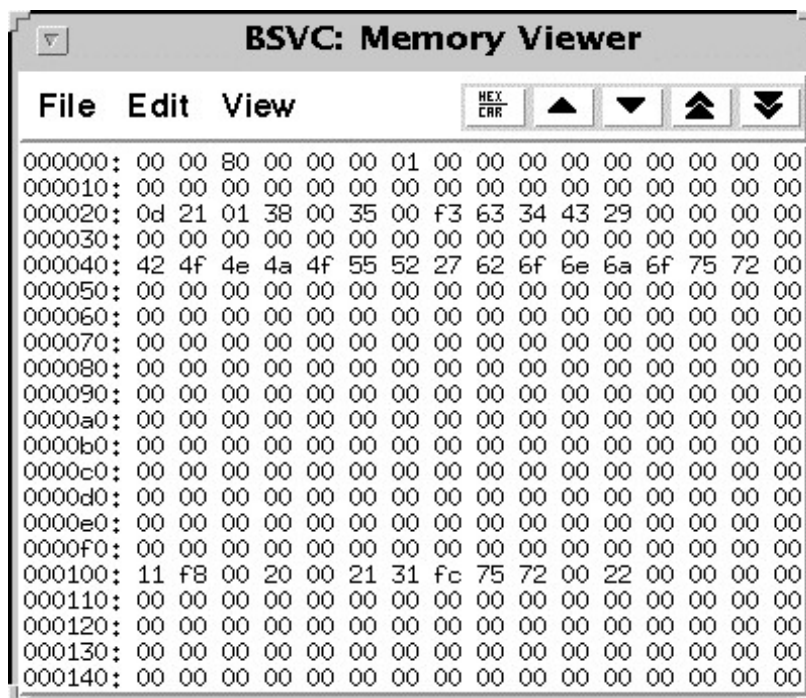 BSVC: Memory Viewer
File Edit View HEX CAR
000000: 00 00 80 00 00 00 01 00 00 00 00 00 00 00 00 00
000010: 00 00 00 00 00 00 00 00 00 00 00 00 00 00 00 00
000020: 0d 21 01 38 00 35 00 f3 63 34 43 29 00 00 00 00
000030: 00 00 00 00 00 00 00 00 00 00 00 00 00 00 00 00
000040: 42 4f 4e 4a 4f 55 52 27 62 6f 6e 6a 6f 75 72 00
000050: 00 00 00 00 00 00 00 00 00 00 00 00 00 00 00 00
000060: 00 00 00 00 00 00 00 00 00 00 00 00 00 00 00 00
000070: 00 00 00 00 00 00 00 00 00 00 00 00 00 00 00 00
000080: 00 00 00 00 00 00 00 00 00 00 00 00 00 00 00 00
000090: 00 00 00 00 00 00 00 00 00 00 00 00 00 00 00 00
0000a0: 00 00 00 00 00 00 00 00 00 00 00 00 00 00 00 00
0000b0: 00 00 00 00 00 00 00 00 00 00 00 00 00 00 00 00
0000c0: 00 00 00 00 00 00 00 00 00 00 00 00 00 00 00 00
0000d0: 00 00 00 00 00 00 00 00 00 00 00 00 00 00 00 00
0000e0: 00 00 00 00 00 00 00 00 00 00 00 00 00 00 00 00
0000f0: 00 00 00 00 00 00 00 00 00 00 00 00 00 00 00 00
000100: 11 f8 00 20 00 21 31 fc 75 72 00 22 00 00 00 00
000110: 00 00 00 00 00 00 00 00 00 00 00 00 00 00 00 00
000120: 00 00 00 00 00 00 00 00 00 00 00 00 00 00 00 00
000130: 00 00 00 00 00 00 00 00 00 00 00 00 00 00 00 00
000140: 00 00 00 00 00 00 00 00 00 00 00 00 00 00 00 00